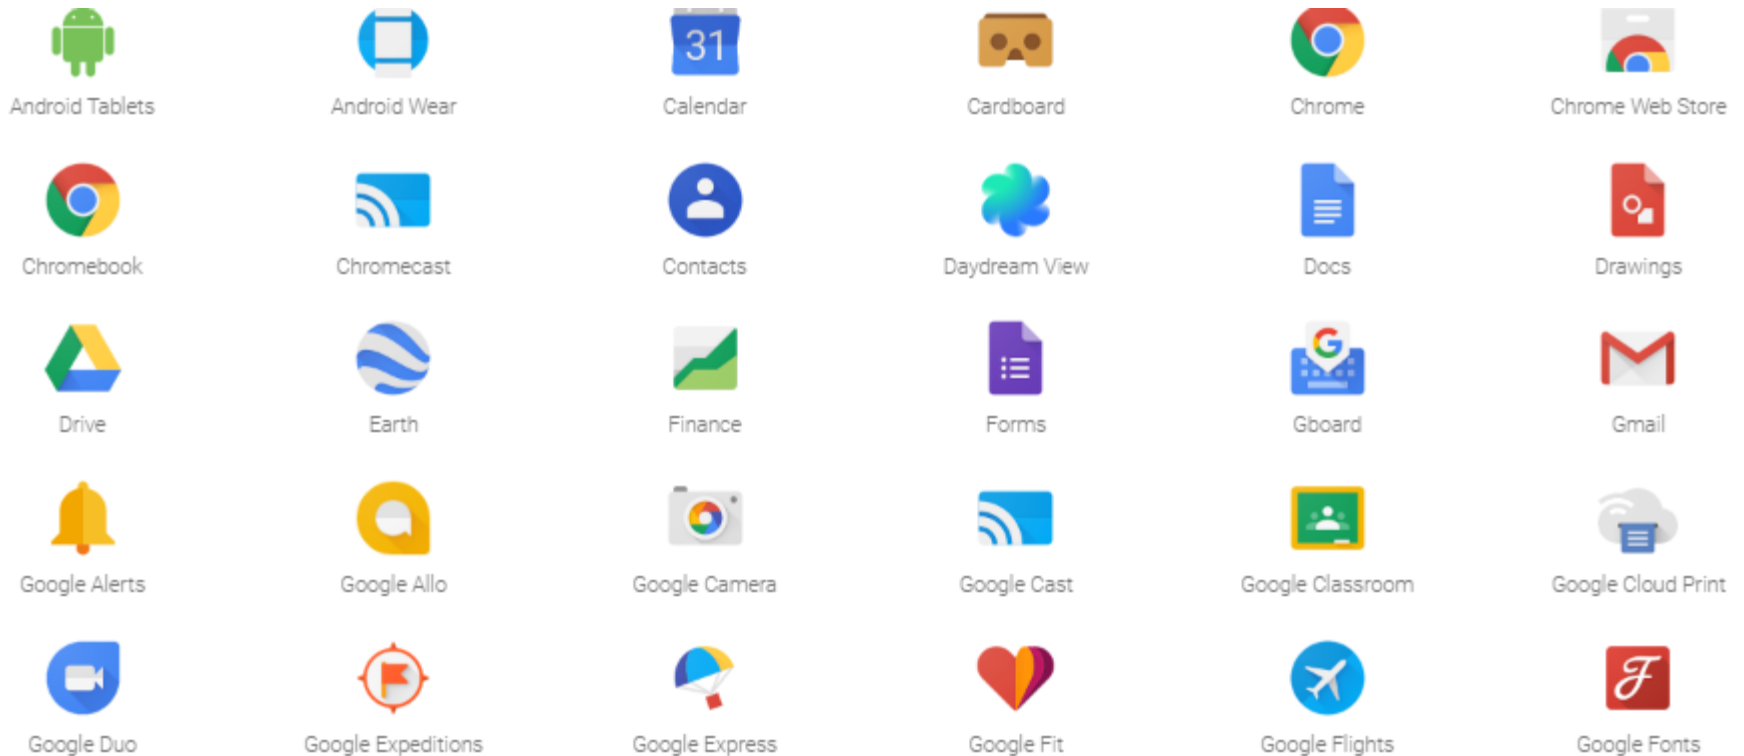 31
Android Tablets
Android Wear
Calendar
Cardboard
Chrome
Chrome Web Store
Chromebook
Chromecast
Contacts
Daydream View
Docs
Drawings
G
Drive
Earth
Finance
Forms
Gboard
Gmail
Google Alerts
Google Allo
Google Camera
Google Cast
Google Classroom
Google Cloud Print
F
Google Duo
Google Expeditions
Google Express
Google Fit
Google Flights
Google Fonts